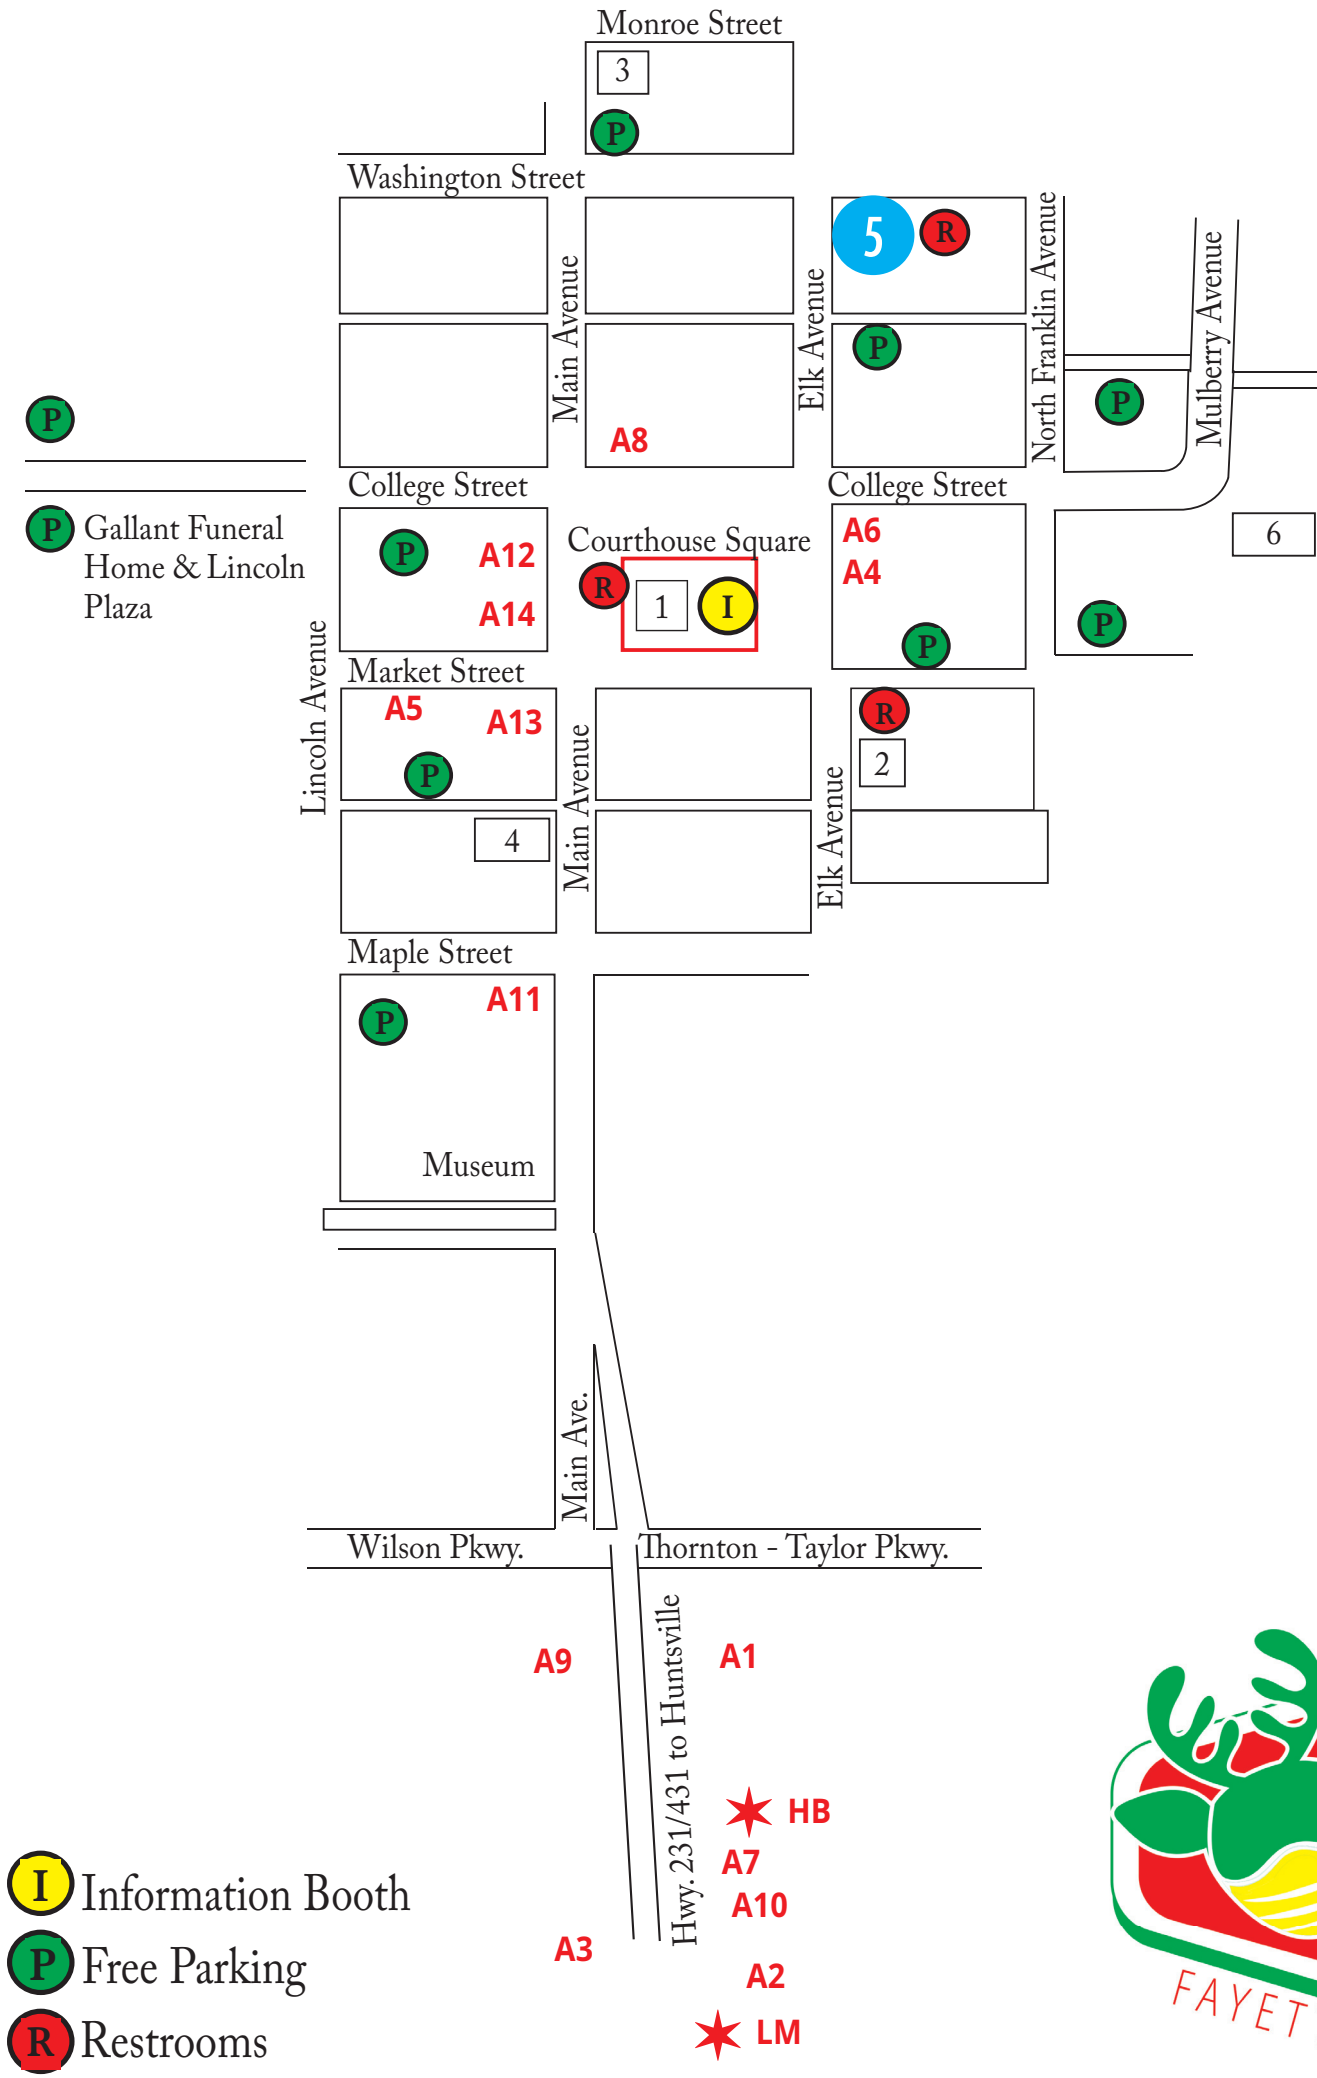 Monroe Street
3
P
Washington Street
5
R
Main Avenue
Elk Avenue
North Franklin Avenue
Mulberry Avenue
P
P
P
A8
College Street
College Street
P
Gallant Funeral
Home & Lincoln
Plaza
P
A12
A14
Courthouse Square
R
1
I
A6
A4
P
6
P
Lincoln Avenue
Market Street
A5
A13
P
Main Avenue
R
2
Elk Avenue
4
Maple Street
A11
P
Museum
Main Ave.
Wilson Pkwy.
Thornton - Taylor Pkwy.
Hwy. 231/431 to Huntsville
A9
A1
HB
A7
A10
A3
A2
LM
I Information Booth
P Free Parking
R Restrooms
FAYET